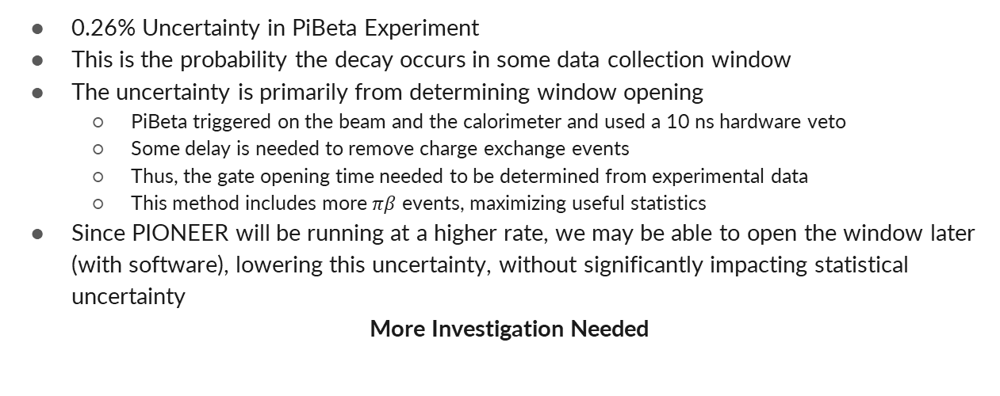 ● 0.26% Uncertainty in PiBeta Experiment
● This is the probability the decay occurs in some data collection window
● The uncertainty is primarily from determining window opening
○ PiBeta triggered on the beam and the calorimeter and used a 10 ns hardware veto
○ Some delay is needed to remove charge exchange events
○ Thus, the gate opening time needed to be determined from experimental data
○ This method includes more πβ events, maximizing useful statistics
● Since PIONEER will be running at a higher rate, we may be able to open the window later
(with software), lowering this uncertainty, without significantly impacting statistical
uncertainty
More Investigation Needed